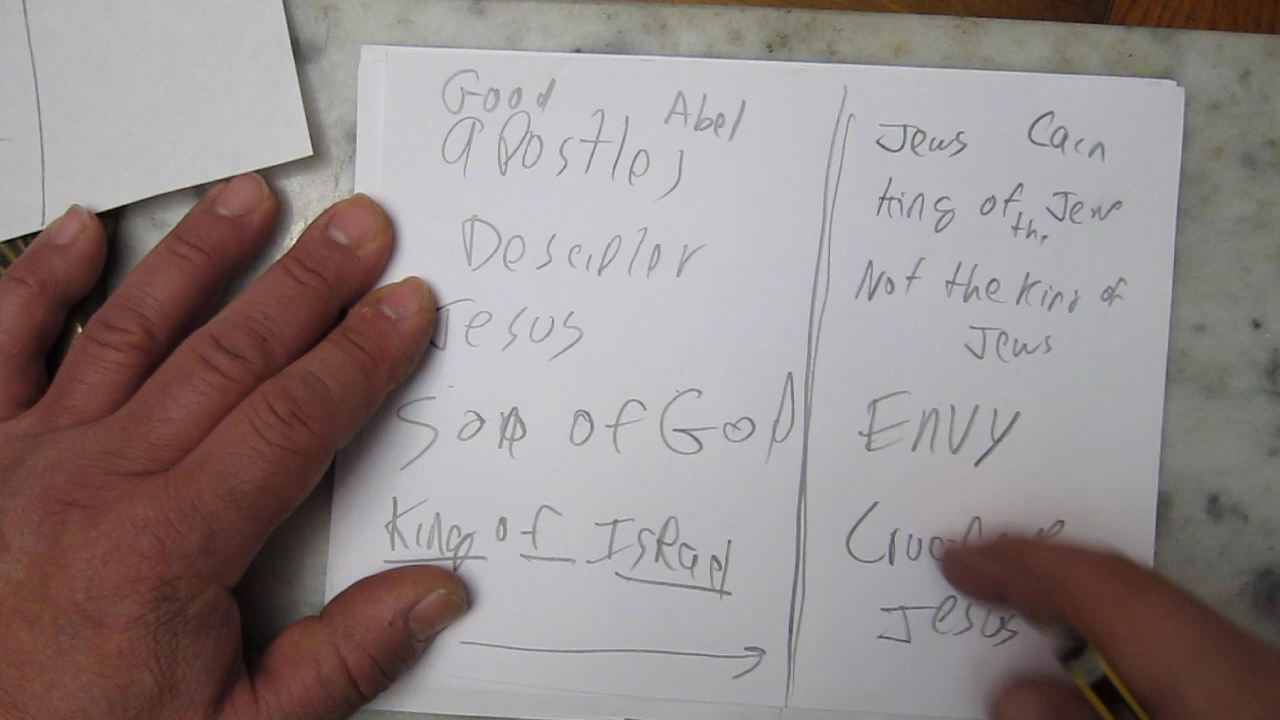 Good
Abel
apostles
Desciplor
Jesus
Son of GoD
King of Israel
Jews Cain
King of Jews
the
Not the King of
Jews
Envy
Jesus